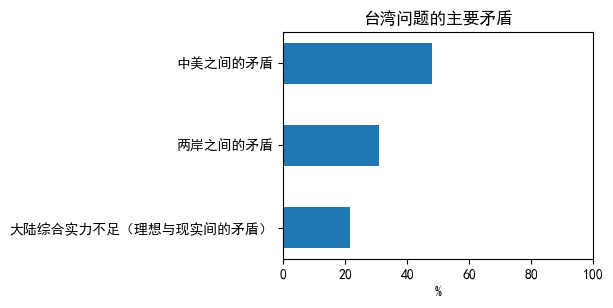 台湾问题的主要矛盾
中美之间的矛盾
两岸之间的矛盾
大陆综合实力不足（理想与现实间的矛盾）
0 20 40 60 80 100
%